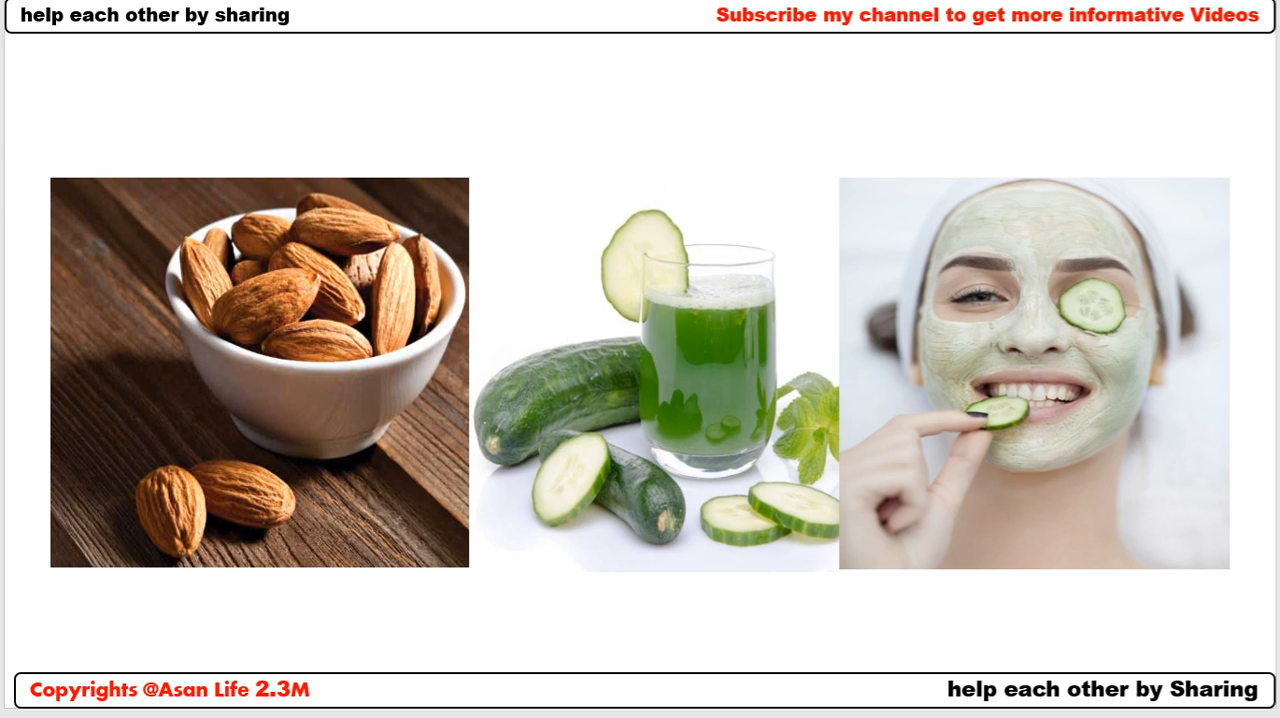 help each other by sharing
Subscribe my channel to get more informative Videos
Copyrights @Asan Life 2.3M
help each other by Sharing